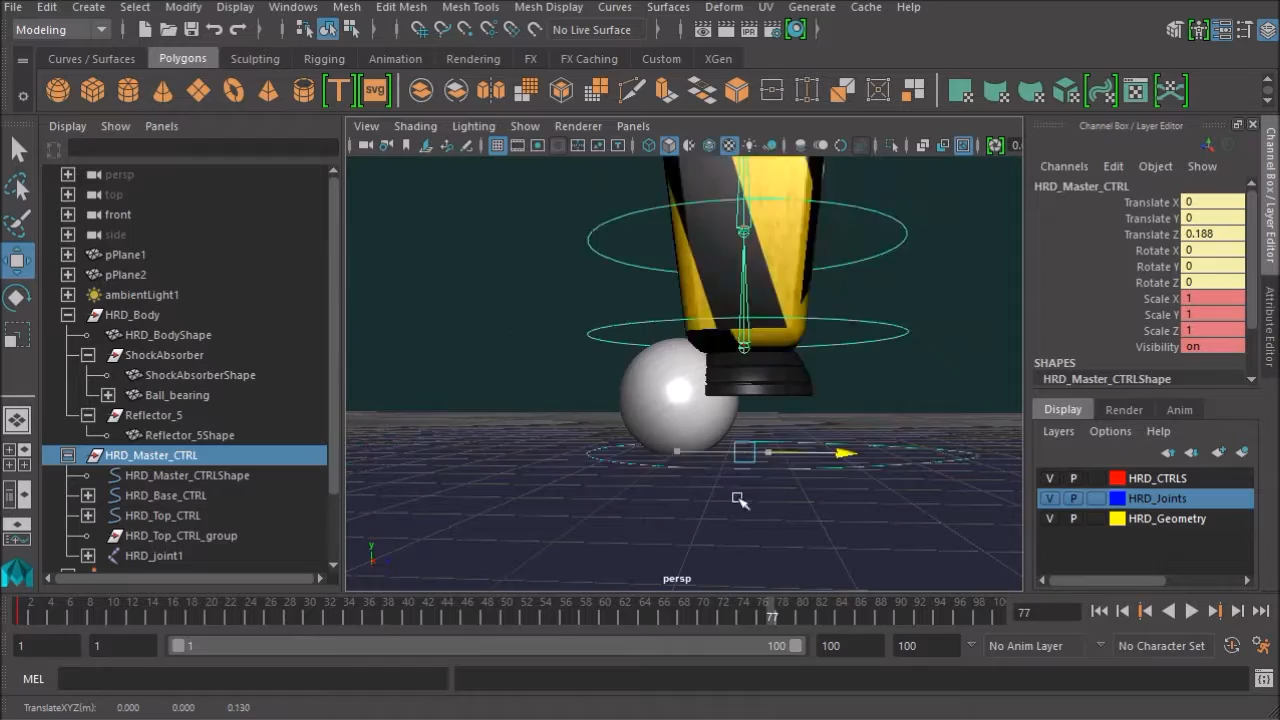 File Edit Create Select Modify Display Windows Mesh Edit Mesh Mesh Tools Mesh Display Curves Surfaces Deform UV Generate Cache Help
Modeling No Live Surface IPR
Curves / Surfaces Polygons Sculpting Rigging Animation Rendering FX FX Caching Custom XGen
T svg
Display Show Panels
View Shading Lighting Show Renderer Panels
Channel Box / Layer Editor
persp
top
front
side
pPlane1
pPlane2
ambientLight1
HRD_Body
HRD_BodyShape
ShockAbsorber
ShockAbsorberShape
Ball_bearing
Reflector_5
Reflector_5Shape
HRD_Master_CTRL
HRD_Master_CTRLShape
HRD_Base_CTRL
HRD_Top_CTRL
HRD_Top_CTRL_group
HRD_joint1
y
persp
Channels Edit Object Show
HRD_Master_CTRL
Translate X 0
Translate Y 0
Translate Z 0.188
Rotate X 0
Rotate Y 0
Rotate Z 0
Scale X 1
Scale Y 1
Scale Z 1
Visibility on
SHAPES
HRD_Master_CTRLShape
Display Render Anim
Layers Options Help
V P HRD_CTRLS
V P HRD_Joints
V P HRD_Geometry
Channel Box / Layer Editor
Attribute Editor
2 4 6 8 10 12 14 16 18 20 22 24 26 28 30 32 34 36 38 40 42 44 46 48 50 52 54 56 58 60 62 64 66 68 70 72 74 76 78 80 82 84 86 88 90 92 94 96 98 10
77 77
1 1 1 100 100 100 No Anim Layer No Character Set
MEL
TranslateXYZ(m): 0.000 0.000 0.130